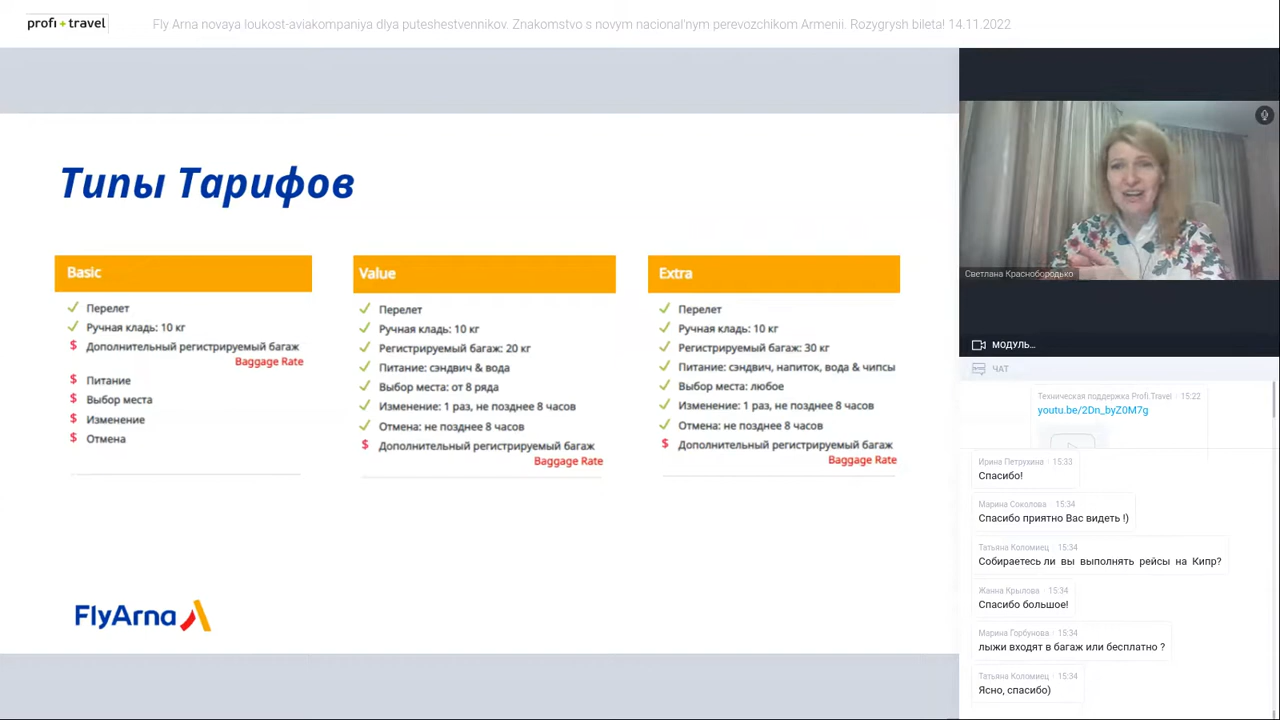 profi travel
Fly Arna novaya loukost-aviakompaniya dlya puteshestvennikov. Znakomstvo s novym nacional'nym perevozchikom Armenii. Rozygrysh bileta! 14.11.2022
Типы Тарифов
Basic
Перелет
Ручная кладь: 10 кг
$ Дополнительный регистрируемый багаж
Baggage Rate
$ Питание
$ Выбор места
$ Изменение
$ Отмена
Value
Перелет
Ручная кладь: 10 кг
Регистрируемый багаж: 20 кг
Питание: сэндвич & вода
Выбор места: от 8 ряда
Изменение: 1 раз, не позднее 8 часов
Отмена: не позднее 8 часов
$ Дополнительный регистрируемый багаж
Baggage Rate
Extra
Перелет
Ручная кладь: 10 кг
Регистрируемый багаж: 30 кг
Питание: сэндвич, напиток, вода & чипсы
Выбор места: любое
Изменение: 1 раз, не позднее 8 часов
Отмена: не позднее 8 часов
$ Дополнительный регистрируемый багаж
Baggage Rate
FlyArna
Светлана Краснобородько
МОДУЛЬ...
ЧАТ
Техническая поддержка Profi.Travel 15:22
youtu.be/2Dn_byZ0M7g
Ирина Петрухина 15:33
Спасибо!
Марина Соколова 15:34
Спасибо приятно Вас видеть !)
Татьяна Коломиец 15:34
Собираетесь ли вы выполнять рейсы на Кипр?
Жанна Крылова 15:34
Спасибо большое!
Марина Горбунова 15:34
лыжи входят в багаж или бесплатно ?
Татьяна Коломиец 15:34
Ясно, спасибо)